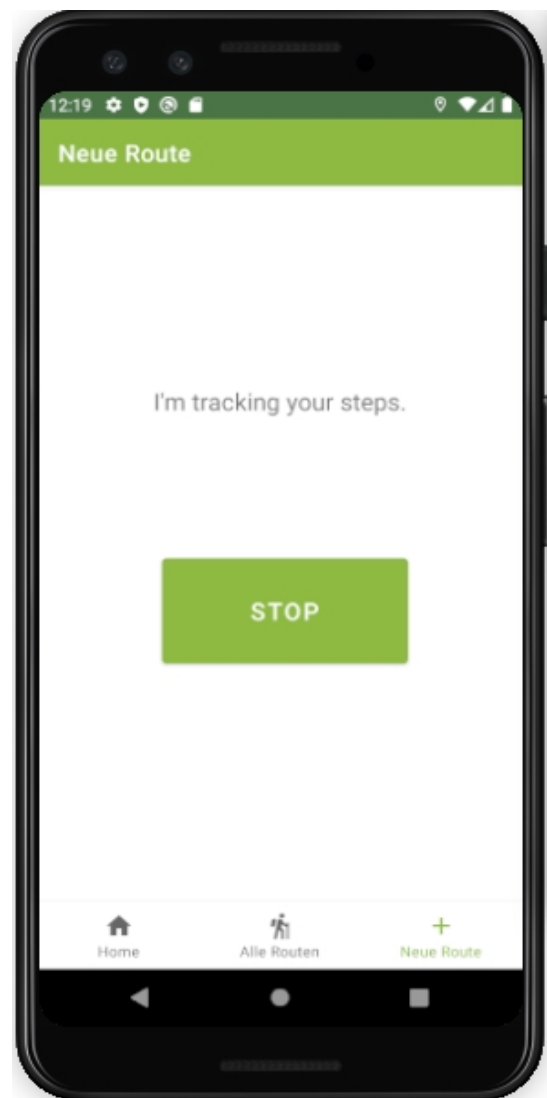 12:19
Neue Route
I'm tracking your steps.
STOP
Home
Alle Routen
Neue Route